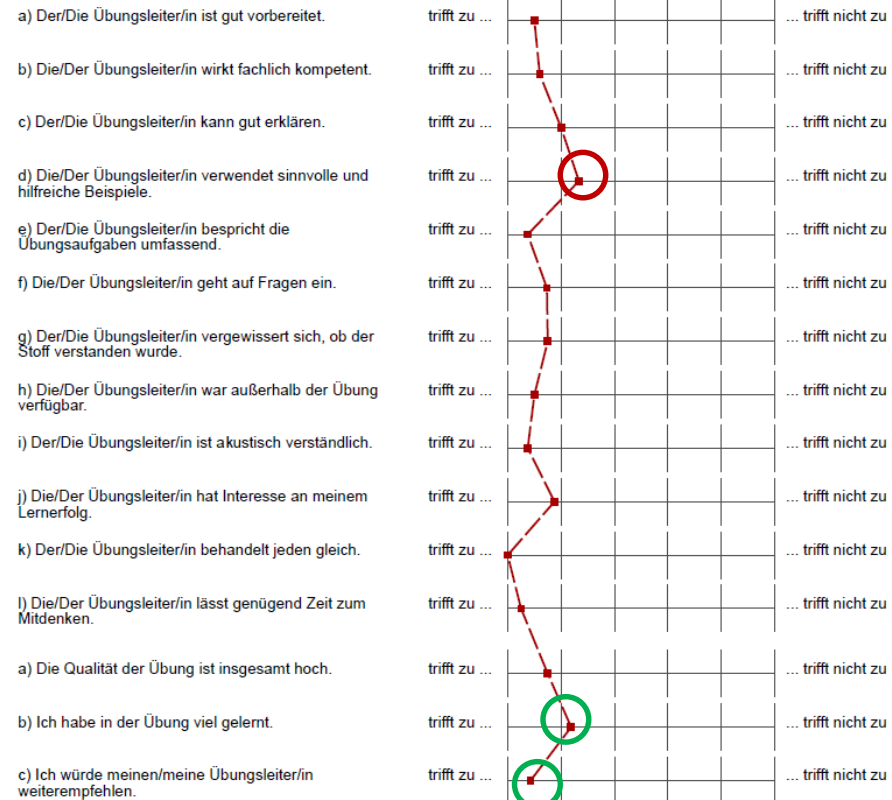 a) Der/Die Übungsleiter/in ist gut vorbereitet. trifft zu ... ... trifft nicht zu
b) Die/Der Übungsleiter/in wirkt fachlich kompetent. trifft zu ... ... trifft nicht zu
c) Der/Die Übungsleiter/in kann gut erklären. trifft zu ... ... trifft nicht zu
d) Die/Der Übungsleiter/in verwendet sinnvolle und trifft zu ... ... trifft nicht zu
hilfreiche Beispiele.
e) Der/Die Übungsleiter/in bespricht die trifft zu ... ... trifft nicht zu
Übungsaufgaben umfassend.
f) Die/Der Übungsleiter/in geht auf Fragen ein. trifft zu ... ... trifft nicht zu
g) Der/Die Übungsleiter/in vergewissert sich, ob der trifft zu ... ... trifft nicht zu
Stoff verstanden wurde.
h) Die/Der Übungsleiter/in war außerhalb der Übung trifft zu ... ... trifft nicht zu
verfügbar.
i) Der/Die Übungsleiter/in ist akustisch verständlich. trifft zu ... ... trifft nicht zu
j) Die/Der Übungsleiter/in hat Interesse an meinem trifft zu ... ... trifft nicht zu
Lernerfolg.
k) Der/Die Übungsleiter/in behandelt jeden gleich. trifft zu ... ... trifft nicht zu
l) Die/Der Übungsleiter/in lässt genügend Zeit zum trifft zu ... ... trifft nicht zu
Mitdenken.
a) Die Qualität der Übung ist insgesamt hoch. trifft zu ... ... trifft nicht zu
b) Ich habe in der Übung viel gelernt. trifft zu ... ... trifft nicht zu
c) Ich würde meinen/meine Übungsleiter/in trifft zu ... ... trifft nicht zu
weiterempfehlen.